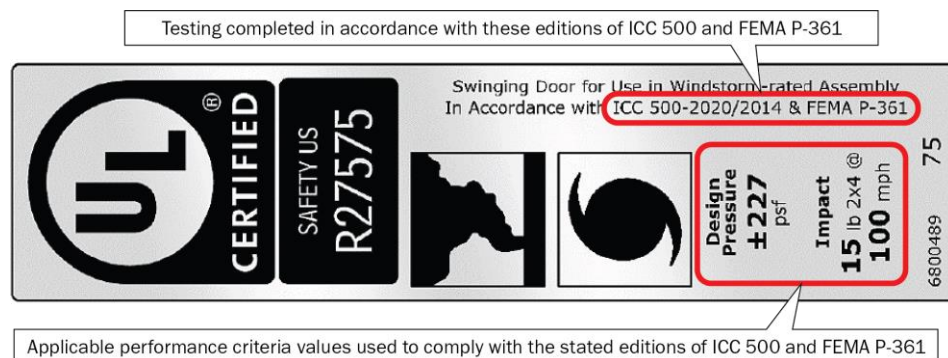 Testing completed in accordance with these editions of ICC 500 and FEMA P-361
UL
®
CERTIFIED
SAFETY US
R27575
Swinging Door for Use in Windstorm-rated Assembly
In Accordance with ICC 500-2020/2014 & FEMA P-361
Design
Pressure
±227
psf
Impact
15 lb 2x4 @
100 mph
6800489
75
Applicable performance criteria values used to comply with the stated editions of ICC 500 and FEMA P-361